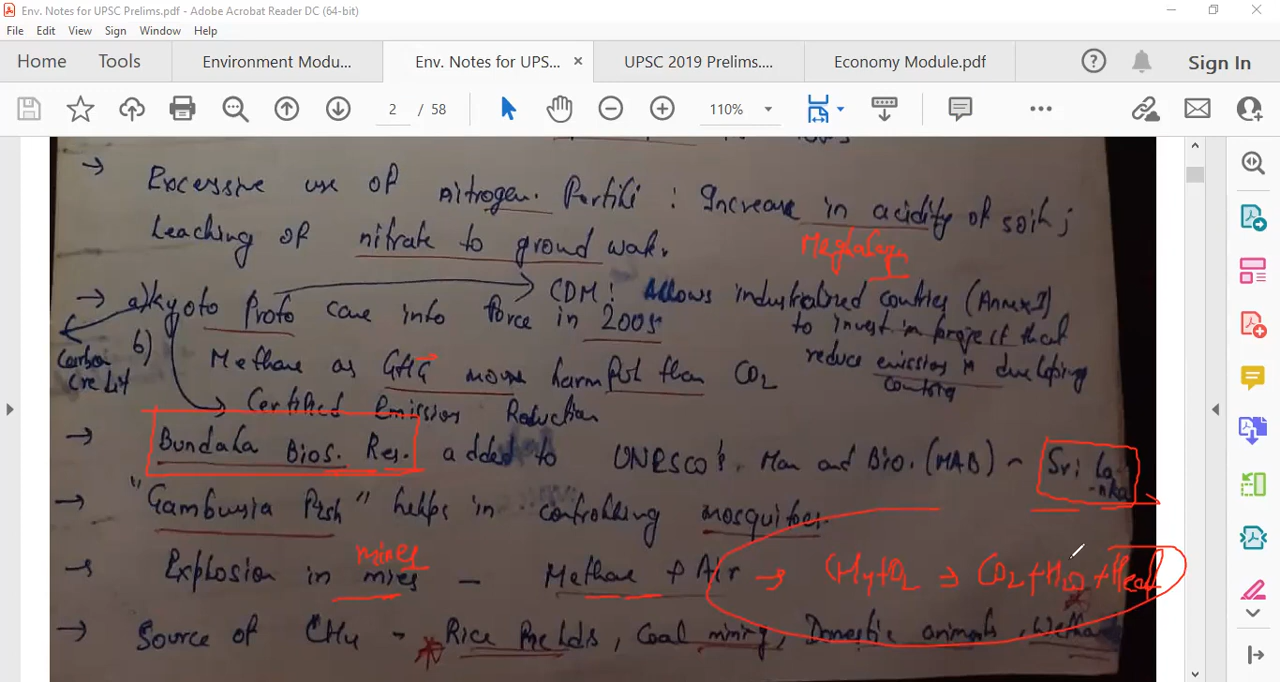 Env. Notes for UPSC Prelims.pdf - Adobe Acrobat Reader DC (64-bit)
File Edit View Sign Window Help
Home Tools Environment Modu... Env. Notes for UPS... × UPSC 2019 Prelims.... Economy Module.pdf Sign In
2 / 58 110%
→ Excessive use of nitrogen. Fertili : Increase in acidity of soil;
leaching of nitrate to ground wate.
Meghalaya
→ a) Kyoto Proto came into force in 2005
CDM: Allows industrialized countries (Annex I)
to invest in project that
reduce emission in developing
country
Carbon
credit
b) Methane as GHG more harmful than CO2
→ Certified Emission Reduction
→ Bundala Bios. Res. added to UNESCO's. Man and Bio. (MAB) - Sri La
-nka
→ "Gambusia Fish" helps in controlling mosquitoes.
mines
→ Explosion in mies - Methane + Air → CH4+O2 → CO2+H2O+Heat
→ Source of CH4 - Rice Fields, Coal mining, Domestic animals,